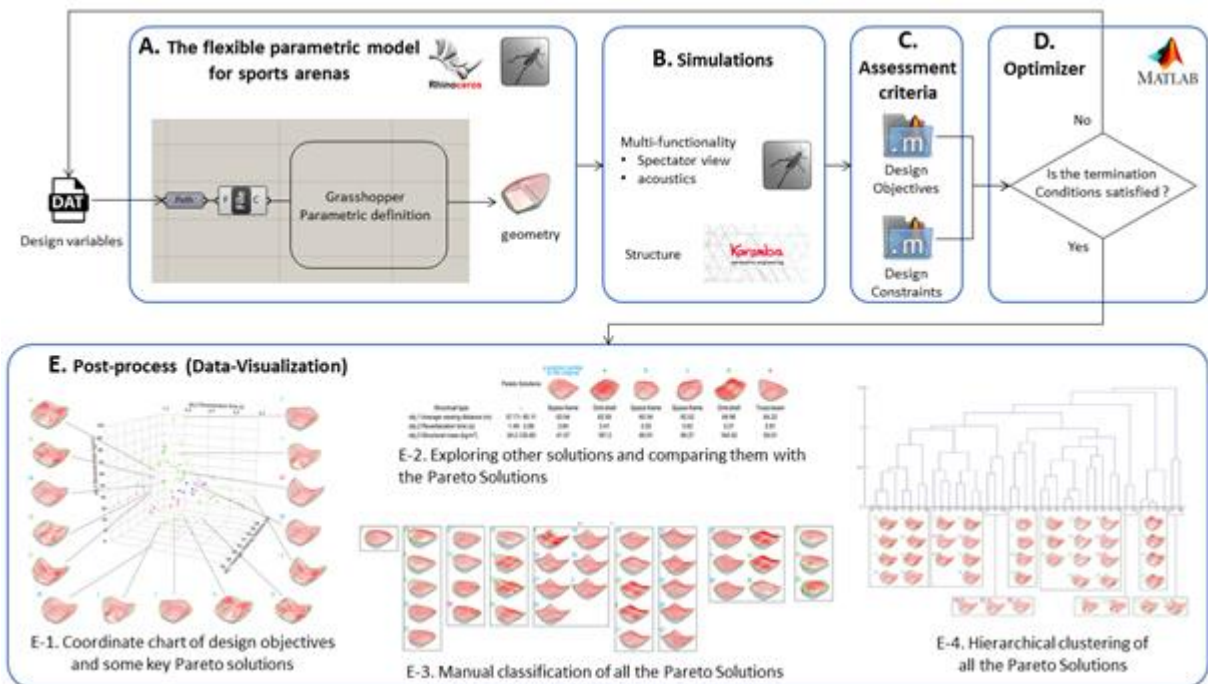 A. The flexible parametric model
for sports arenas
Rhinoceros
B. Simulations
C.
Assessment
criteria
D.
Optimizer
MATLAB
DAT
Design variables
Path
Grasshopper
Parametric definition
geometry
Multi-functionality
• Spectator view
• acoustics
Structure
Karamba
.m
Design
Objectives
.m
Design
Constraints
No
Is the termination
Conditions satisfied ?
Yes
E. Post-process (Data-Visualization)
Pareto Solutions
Structural type
E-2. Exploring other solutions and comparing them with
the Pareto Solutions
E-1. Coordinate chart of design objectives
and some key Pareto solutions
E-3. Manual classification of all the Pareto Solutions
E-4. Hierarchical clustering of
all the Pareto Solutions